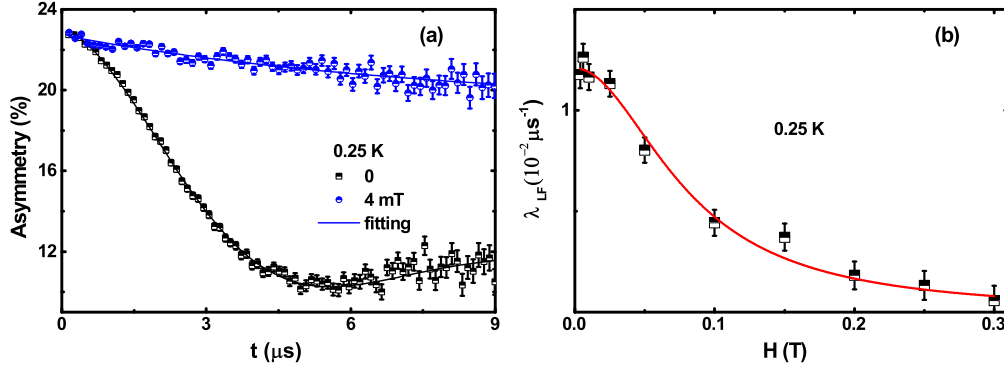 24
20
16
12
Asymmetry (%)
0
3
6
9
t (μs)
(a)
0.25 K
0
4 mT
fitting
(b)
0.25 K
1
λ LF (10⁻² μs⁻¹)
0.0
0.1
0.2
0.3
H (T)